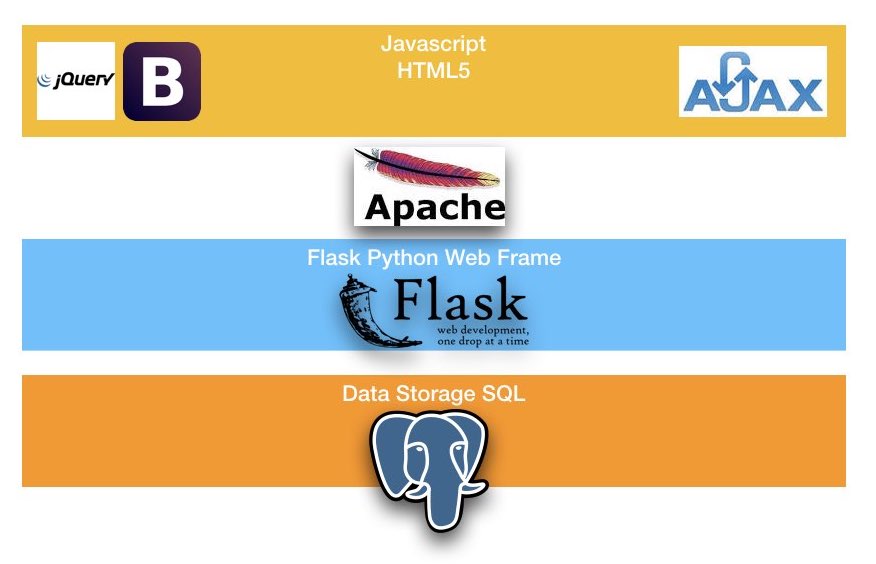 Javascript
HTML5
jQuery
B
AJAX
Apache
Flask Python Web Frame
Flask
web development,
one drop at a time
Data Storage SQL